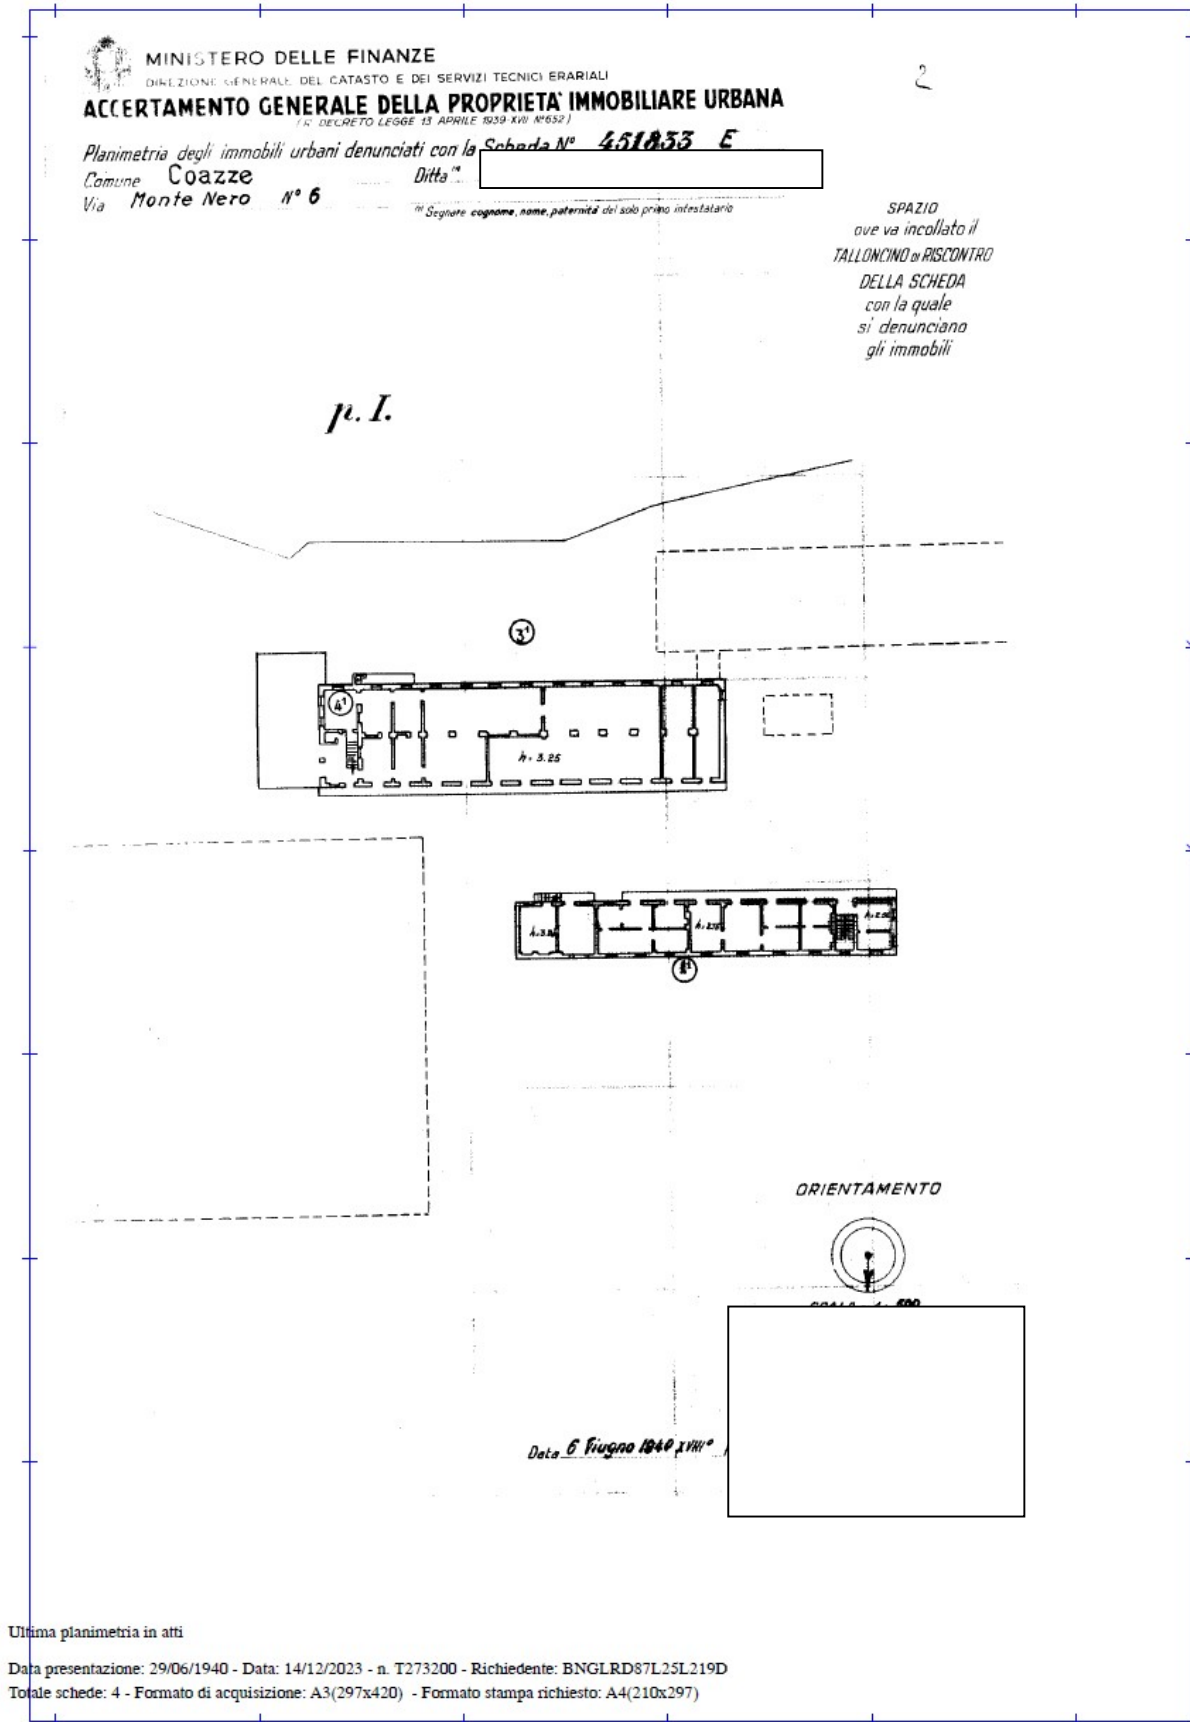 MINISTERO DELLE FINANZE
2
DIREZIONE GENERALE DEL CATASTO E DEI SERVIZI TECNICI ERARIALI
ACCERTAMENTO GENERALE DELLA PROPRIETA' IMMOBILIARE URBANA
(R. DECRETO LEGGE 13 APRILE 1939-XVII N° 652)
Planimetria degli immobili urbani denunciati con la Scheda N° 451833 E
Comune Coazze Ditta
Via Monte Nero N° 6
Segnare cognome, nome, paternità del solo primo intestatario
SPAZIO
ove va incollato il
TALLONCINO DI RISCONTRO
DELLA SCHEDA
con la quale
si denunciano
gli immobili
p. I.
3¹
4¹
h = 3.25
ORIENTAMENTO
Data 6 Giugno 1940 XVIII°
Ultima planimetria in atti
Data presentazione: 29/06/1940 - Data: 14/12/2023 - n. T273200 - Richiedente: BNGLRD87L25L219D
Totale schede: 4 - Formato di acquisizione: A3(297x420) - Formato stampa richiesto: A4(210x297)